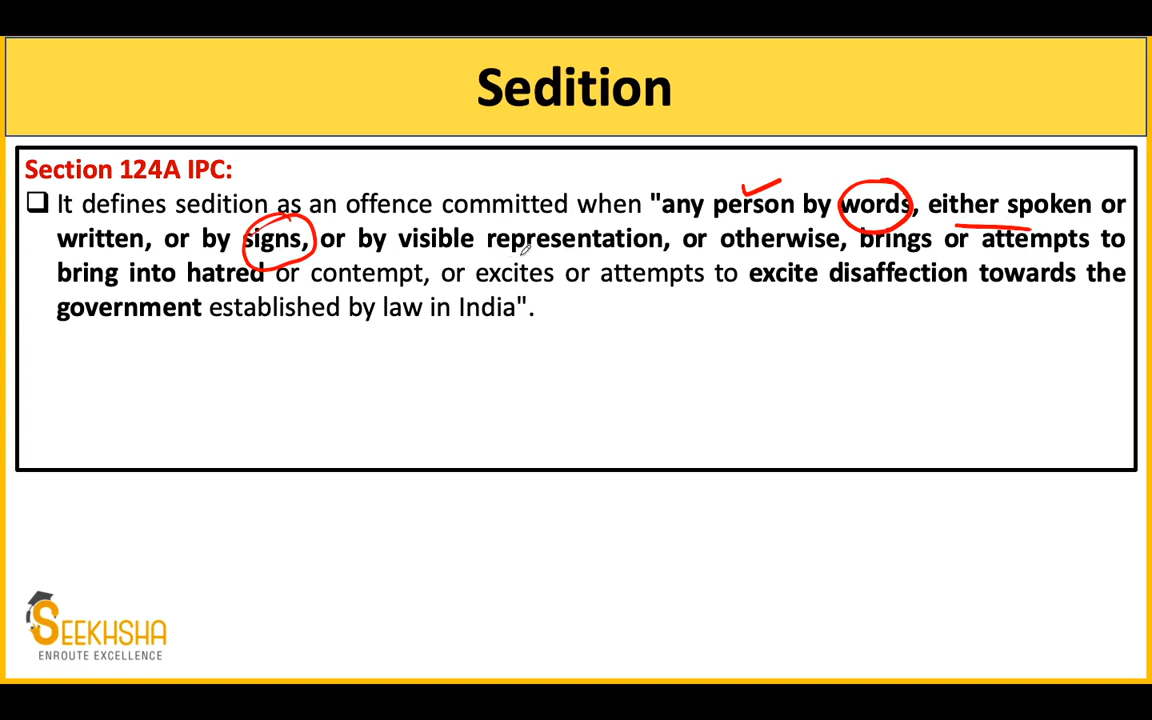 Sedition
Section 124A IPC:
It defines sedition as an offence committed when "any person by words, either spoken or
written, or by signs, or by visible representation, or otherwise, brings or attempts to
bring into hatred or contempt, or excites or attempts to excite disaffection towards the
government established by law in India".
SEEKHSHA
ENROUTE EXCELLENCE